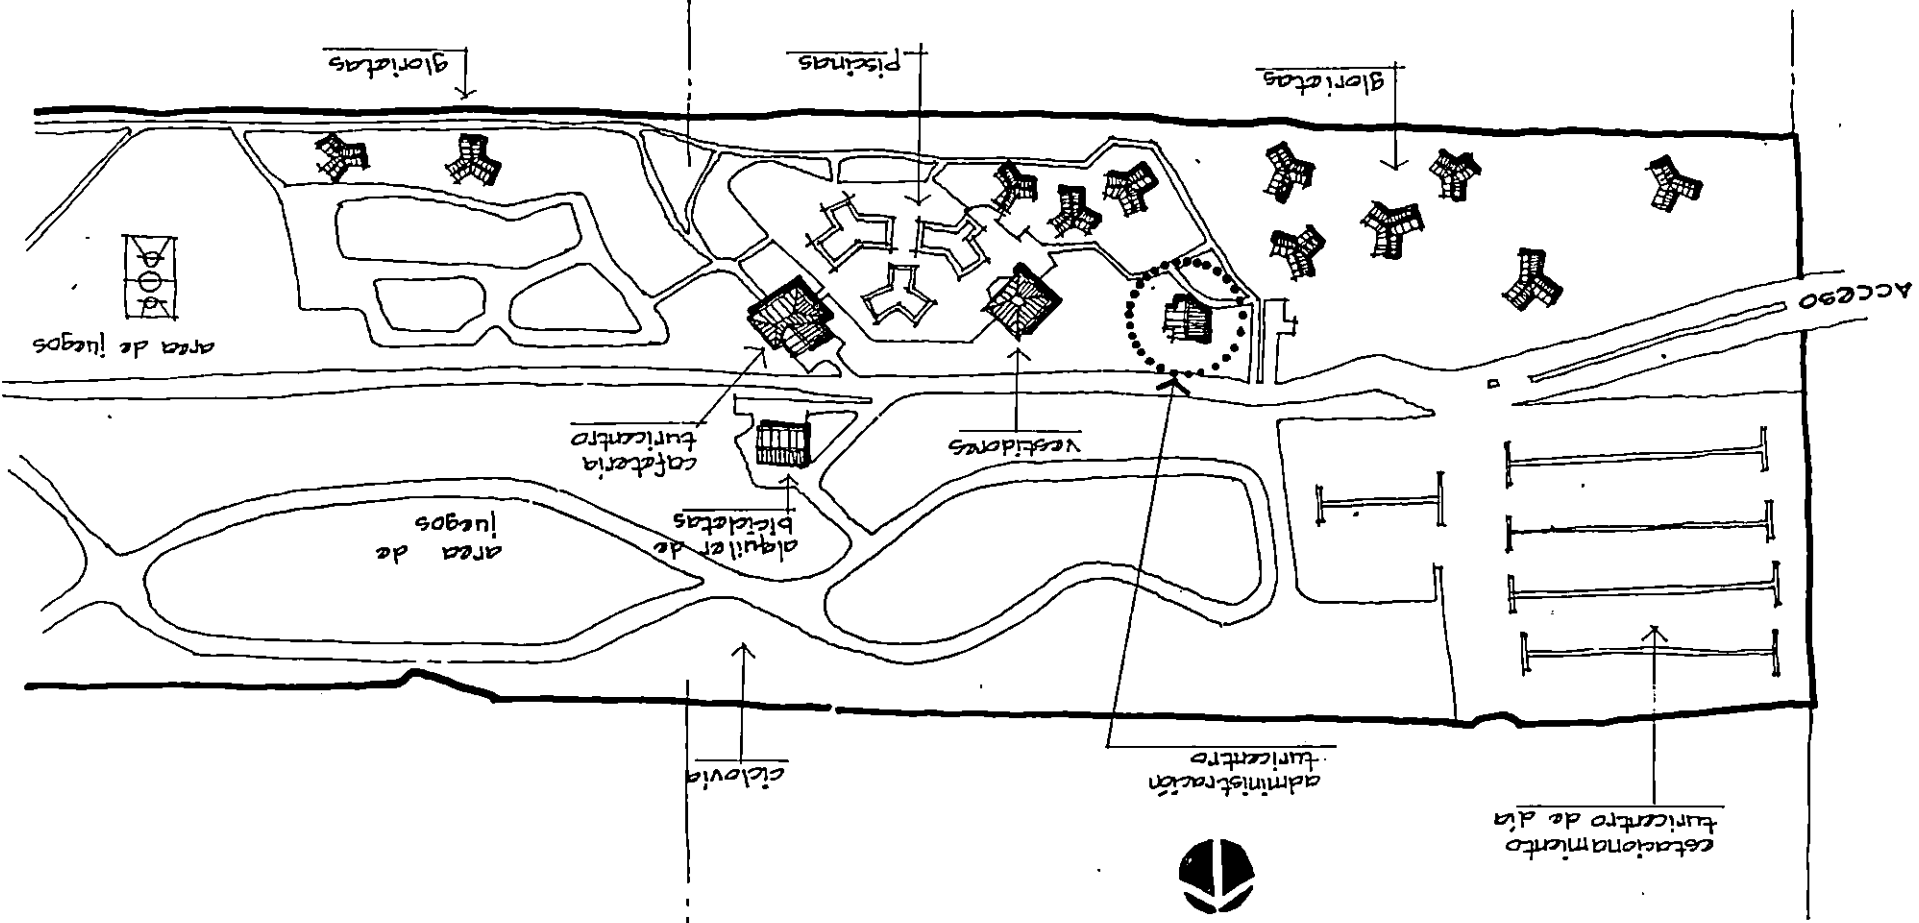 estacionamiento
turicentro de día
administración
turicentro
ciclovía
area de
juegos
alquiler de
bicicletas
cafeteria
turicentro
vestidores
area de juegos
Acceso
glorietas
piscinas
glorietas